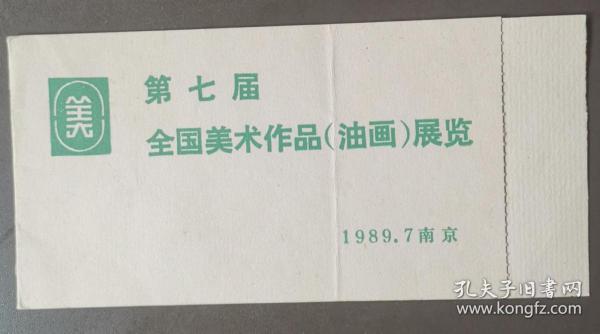 美
第七届
全国美术作品(油画)展览
1989.7南京
孔夫子旧书网
www.kongfz.com